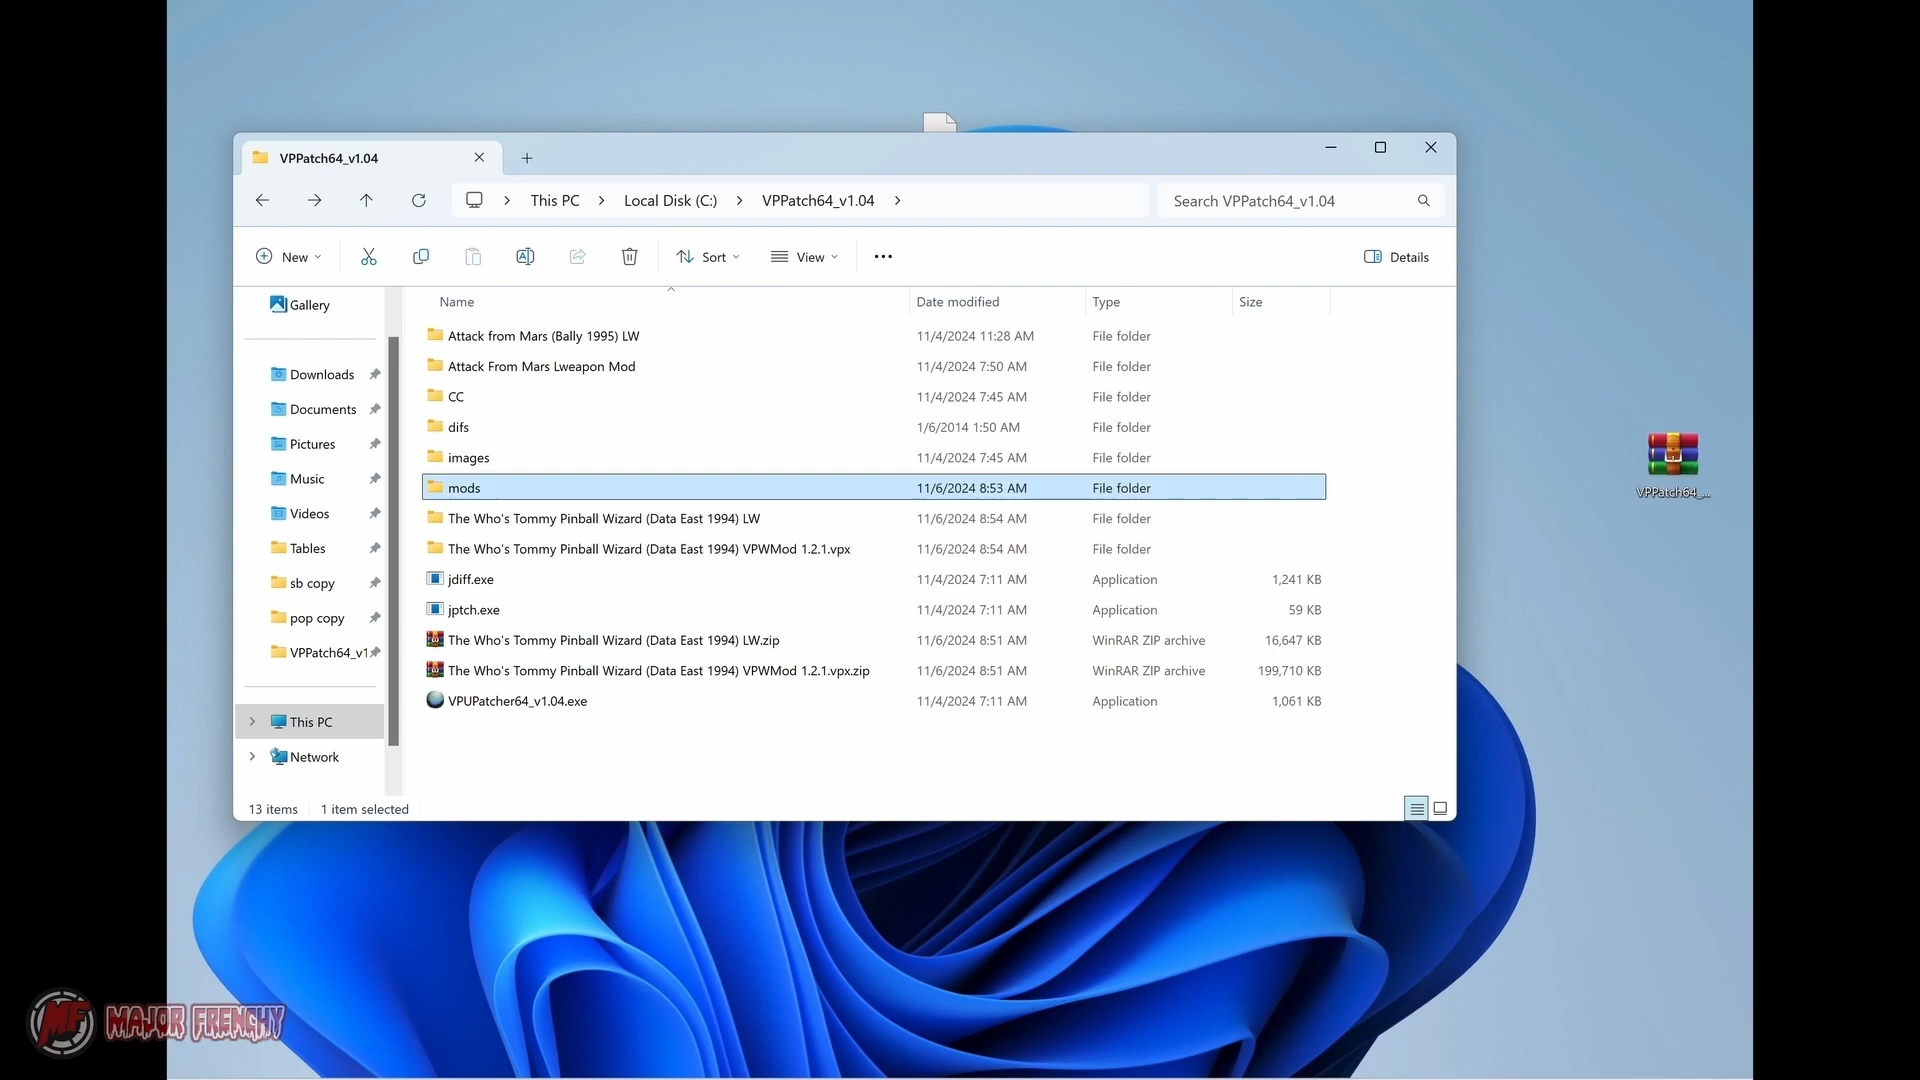 VPPatch64_v1.04
This PC
Local Disk (C:)
VPPatch64_v1.04
Search VPPatch64_v1.04
New
Sort
View
Details
Name
Date modified
Type
Size
Gallery
Downloads
Documents
Pictures
Music
Videos
Tables
sb copy
pop copy
VPPatch64_v1
This PC
Network
Attack from Mars (Bally 1995) LW 11/4/2024 11:28 AM File folder
Attack From Mars Lweapon Mod 11/4/2024 7:50 AM File folder
CC 11/4/2024 7:45 AM File folder
difs 1/6/2014 1:50 AM File folder
images 11/4/2024 7:45 AM File folder
mods 11/6/2024 8:53 AM File folder
The Who's Tommy Pinball Wizard (Data East 1994) LW 11/6/2024 8:54 AM File folder
The Who's Tommy Pinball Wizard (Data East 1994) VPWMod 1.2.1.vpx 11/6/2024 8:54 AM File folder
jdiff.exe 11/4/2024 7:11 AM Application 1,241 KB
jptch.exe 11/4/2024 7:11 AM Application 59 KB
The Who's Tommy Pinball Wizard (Data East 1994) LW.zip 11/6/2024 8:51 AM WinRAR ZIP archive 16,647 KB
The Who's Tommy Pinball Wizard (Data East 1994) VPWMod 1.2.1.vpx.zip 11/6/2024 8:51 AM WinRAR ZIP archive 199,710 KB
VPUPatcher64_v1.04.exe 11/4/2024 7:11 AM Application 1,061 KB
13 items 1 item selected
VPPatch64_...
MF MAJOR FRENCHY